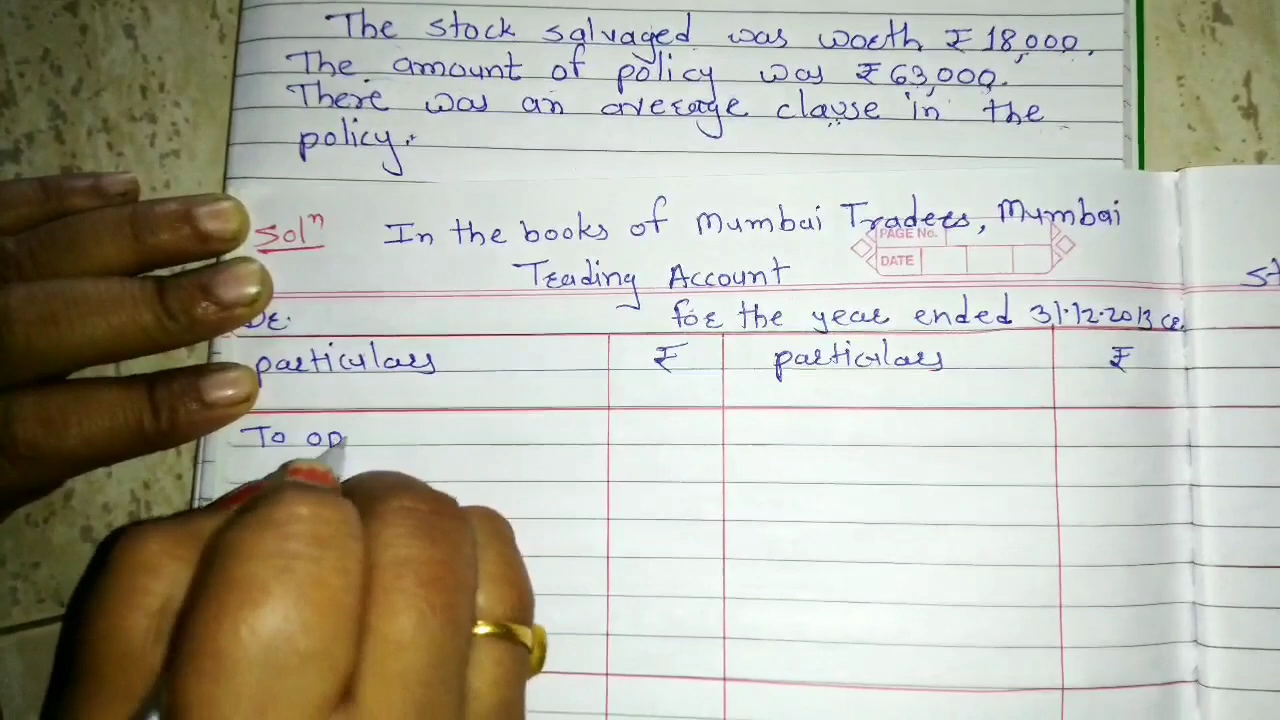 The stock salvaged was worth ₹ 18,000.
The amount of policy was ₹ 63,000.
There was an average clause in the
policy.
Solⁿ In the books of Mumbai Traders, Mumbai
PAGE No.
DATE
Trading Account
Dr. for the year ended 31.12.2013 cr.
particulars ₹ particulars ₹
To op